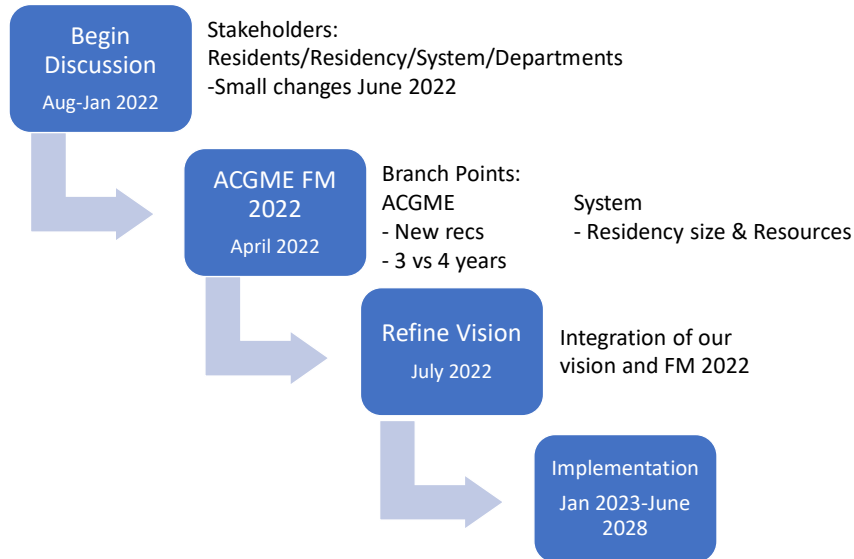 Begin
Discussion
Aug-Jan 2022
Stakeholders:
Residents/Residency/System/Departments
-Small changes June 2022
ACGME FM
2022
April 2022
Branch Points:
ACGME
- New recs
- 3 vs 4 years
System
- Residency size & Resources
Refine Vision
July 2022
Integration of our
vision and FM 2022
Implementation
Jan 2023-June
2028